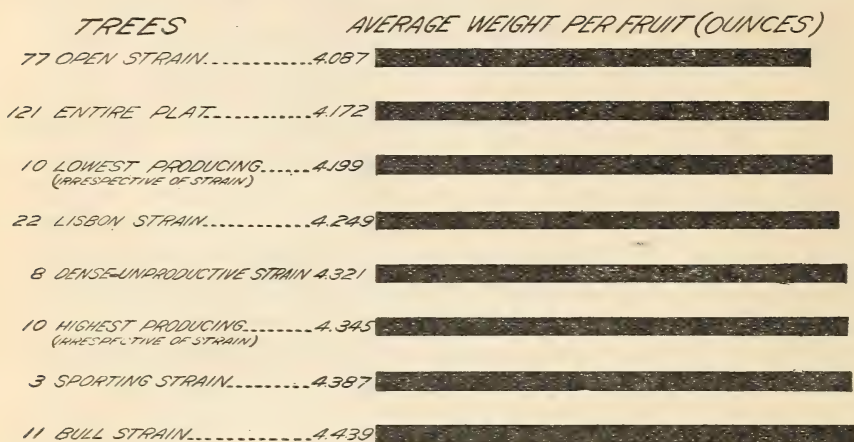 TREES AVERAGE WEIGHT PER FRUIT (OUNCES)
77 OPEN STRAIN 4.087
121 ENTIRE PLAT 4.172
10 LOWEST PRODUCING 4.199
(IRRESPECTIVE OF STRAIN)
22 LISBON STRAIN 4.249
8 DENSE-UNPRODUCTIVE STRAIN 4.321
10 HIGHEST PRODUCING 4.345
(IRRESPECTIVE OF STRAIN)
3 SPORTING STRAIN 4.387
11 BULL STRAIN 4.439